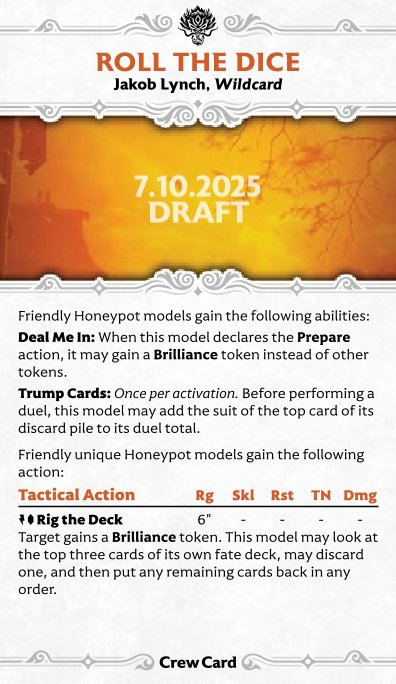 ROLL THE DICE
Jakob Lynch, Wildcard
7.10.2025
DRAFT
Friendly Honeypot models gain the following abilities:
Deal Me In: When this model declares the Prepare
action, it may gain a Brilliance token instead of other
tokens.
Trump Cards: Once per activation. Before performing a
duel, this model may add the suit of the top card of its
discard pile to its duel total.
Friendly unique Honeypot models gain the following
action:
Tactical Action Rg Skl Rst TN Dmg
Rig the Deck 6" - - - -
Target gains a Brilliance token. This model may look at
the top three cards of its own fate deck, may discard
one, and then put any remaining cards back in any
order.
Crew Card